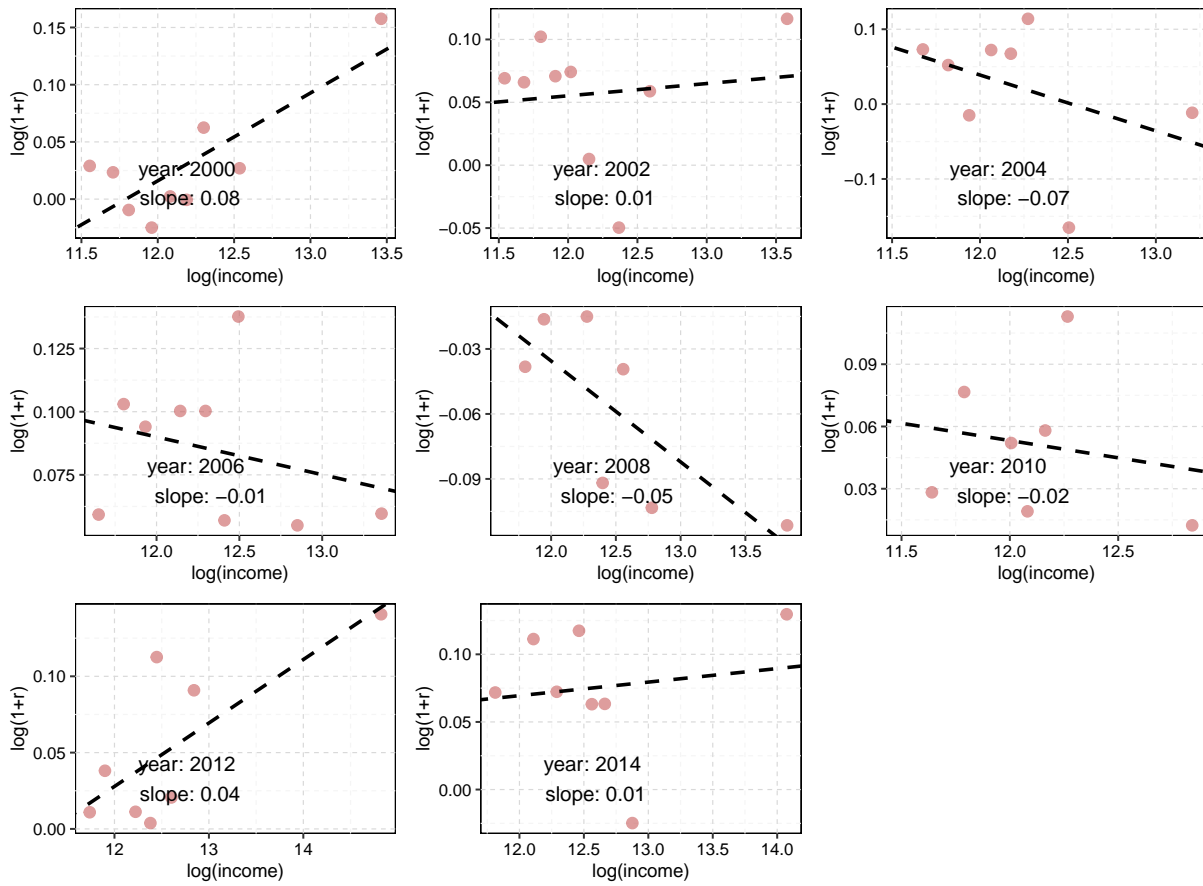 0.15
0.10
0.05
0.00
log(1+r)
year: 2000
slope: 0.08
11.5 12.0 12.5 13.0 13.5
log(income)
0.10
0.05
0.00
−0.05
log(1+r)
year: 2002
slope: 0.01
11.5 12.0 12.5 13.0 13.5
log(income)
0.1
0.0
−0.1
log(1+r)
year: 2004
slope: −0.07
11.5 12.0 12.5 13.0
log(income)
0.125
0.100
0.075
log(1+r)
year: 2006
slope: −0.01
12.0 12.5 13.0
log(income)
−0.03
−0.06
−0.09
log(1+r)
year: 2008
slope: −0.05
12.0 12.5 13.0 13.5
log(income)
0.09
0.06
0.03
log(1+r)
year: 2010
slope: −0.02
11.5 12.0 12.5
log(income)
0.10
0.05
0.00
log(1+r)
year: 2012
slope: 0.04
12 13 14
log(income)
0.10
0.05
0.00
log(1+r)
year: 2014
slope: 0.01
12.0 12.5 13.0 13.5 14.0
log(income)